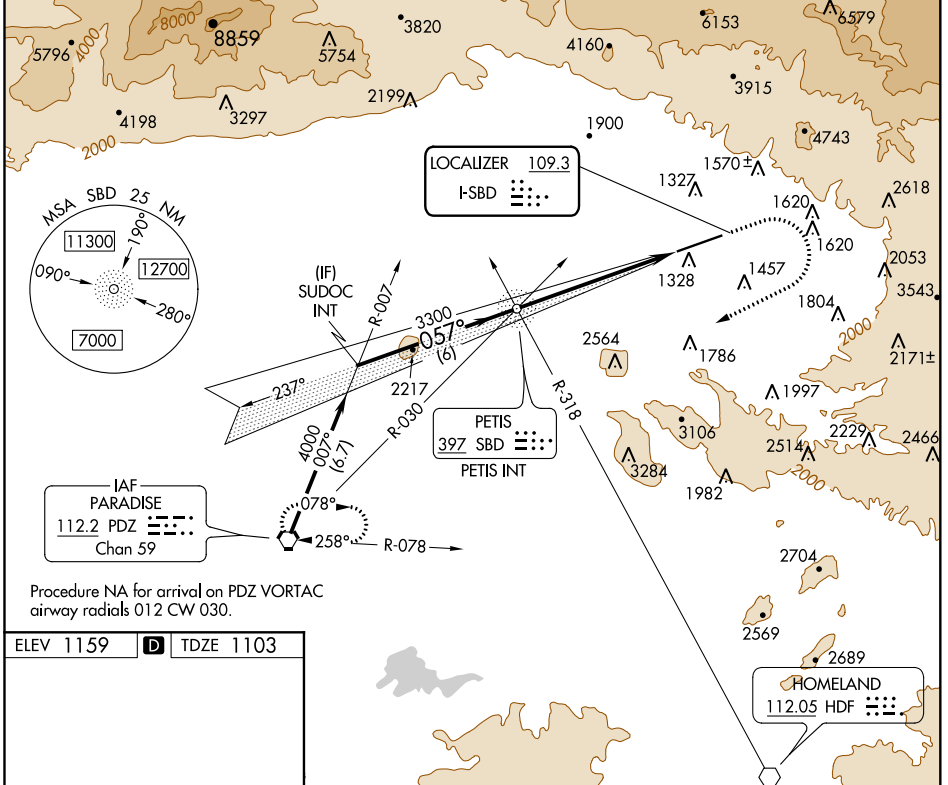 8000
6153
6579
3820
8859
5796
4000
5754
4160
3915
2199
3297
4198
1900
4743
2000
LOCALIZER 109.3
I-SBD
1570±
1327
2618
1620
1620
MSA SBD 25 NM
190°
11300
12700
090°
280°
7000
(IF)
SUDOC
INT
R-007
1328
1457
2053
3543
1804
3300
057°
(6)
2000
2564
1786
2171±
2217
237°
R-030
R-318
1997
PETIS
397 SBD
PETIS INT
3106
2229
2514
2466
4000
007°
(6.7)
3284
1982
2000
IAF
PARADISE
112.2 PDZ
Chan 59
078°
258°
R-078
2704
Procedure NA for arrival on PDZ VORTAC
airway radials 012 CW 030.
2569
ELEV 1159 D TDZE 1103
2689
HOMELAND
112.05 HDF